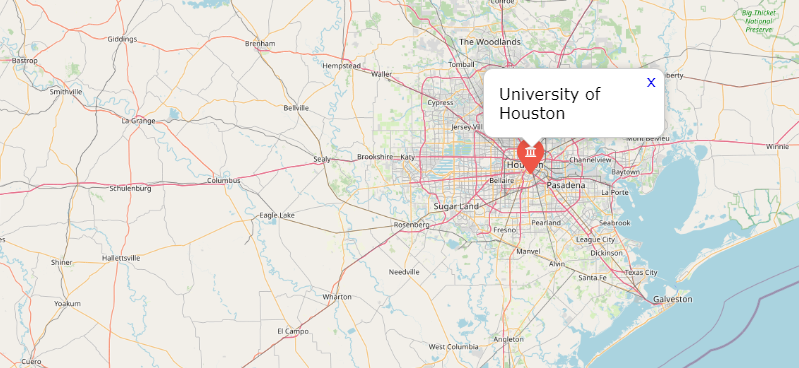 Conroe
Big Thicket
National
Preserve
Giddings
Brenham
The Woodlands
Bastrop
Hempstead
Tomball
Waller
Smithville
Cypress
X
University of
Houston
Bellville
La Grange
Jersey Vil
Mont Belvieu
Winnie
Sealy
Brookshire
Katy
Channelview
Baytown
Columbus
Bellaire
Pasadena
Schulenburg
La Porte
Sugar Land
Eagle Lake
Rosenberg
Fresno
Pearland
Seabrook
League City
Manvel
Dickinson
Shiner
Hallettsville
Alvin
Needville
Texas City
Santa Fe
Wharton
Galveston
Yoakum
El Campo
Angleton
West Columbia
Cuero